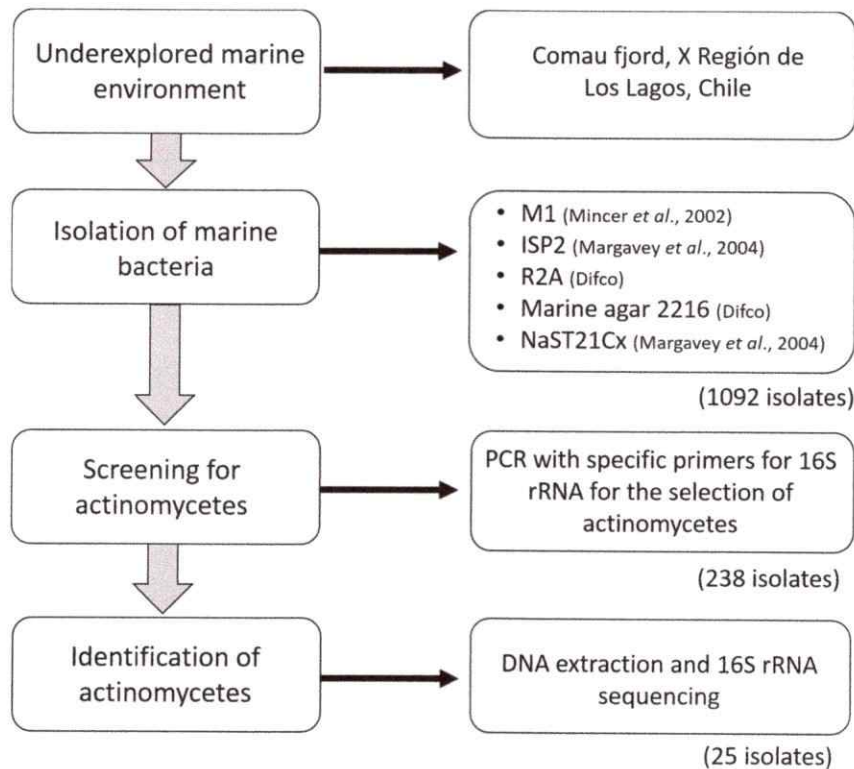 Underexplored marine
environment
Comau fjord, X Región de
Los Lagos, Chile
Isolation of marine
bacteria
• M1 (Mincer et al., 2002)
• ISP2 (Margavey et al., 2004)
• R2A (Difco)
• Marine agar 2216 (Difco)
• NaST21Cx (Margavey et al., 2004)
(1092 isolates)
Screening for
actinomycetes
PCR with specific primers for 16S
rRNA for the selection of
actinomycetes
(238 isolates)
Identification of
actinomycetes
DNA extraction and 16S rRNA
sequencing
(25 isolates)